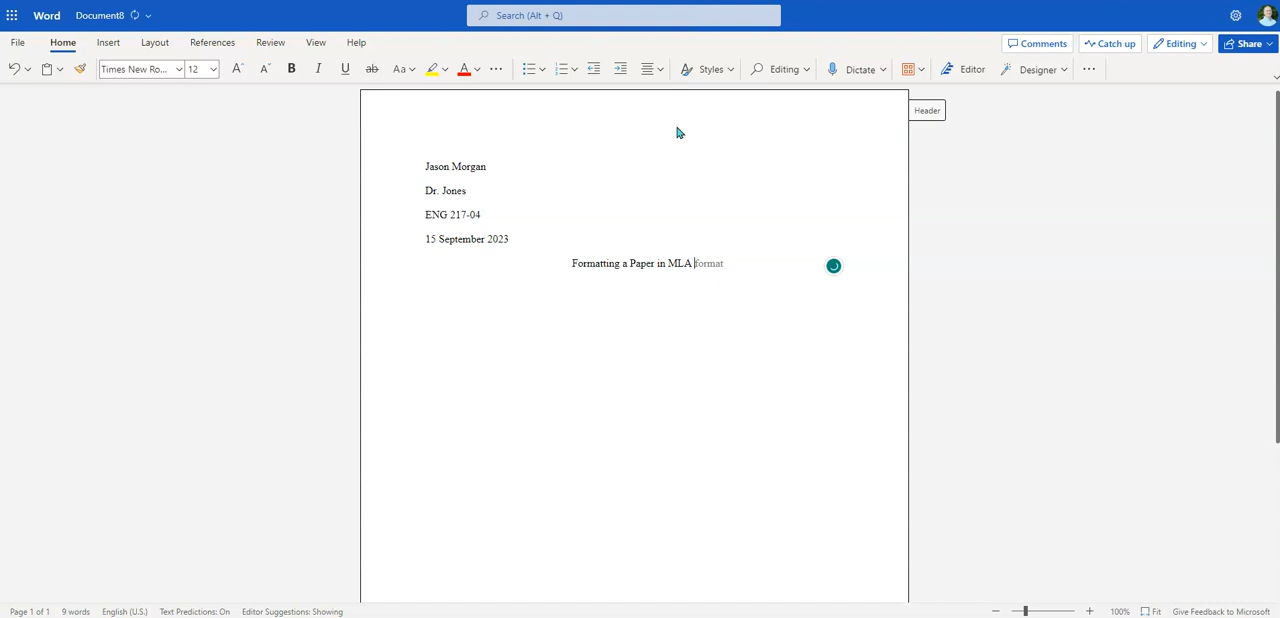 Word Document8 Search (Alt + Q)
File Home Insert Layout References Review View Help Comments Catch up Editing Share
Times New Ro... 12 B I U ab Aa A Styles Editing Dictate Editor Designer
Header
Jason Morgan
Dr. Jones
ENG 217-04
15 September 2023
Formatting a Paper in MLA format
Page 1 of 1 9 words English (U.S.) Text Predictions: On Editor Suggestions: Showing 100% Fit Give Feedback to Microsoft